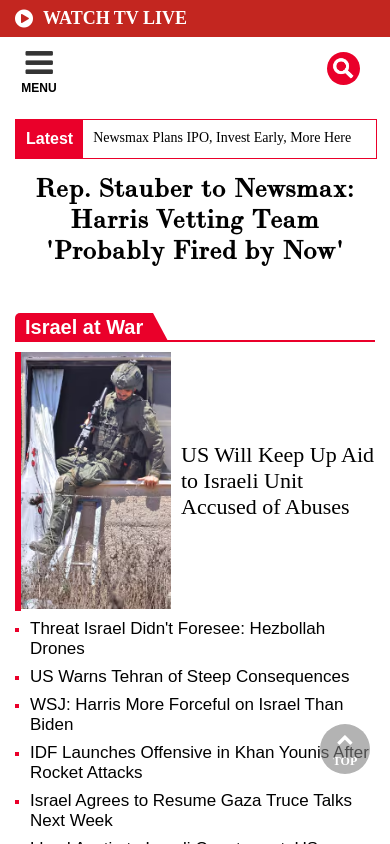 WATCH TV LIVE
MENU
Latest Newsmax Plans IPO, Invest Early, More Here
Rep. Stauber to Newsmax:
Harris Vetting Team
'Probably Fired by Now'
Israel at War
US Will Keep Up Aid
to Israeli Unit
Accused of Abuses
Threat Israel Didn't Foresee: Hezbollah
Drones
US Warns Tehran of Steep Consequences
WSJ: Harris More Forceful on Israel Than
Biden
IDF Launches Offensive in Khan Younis After
Rocket Attacks
TOP
Israel Agrees to Resume Gaza Truce Talks
Next Week